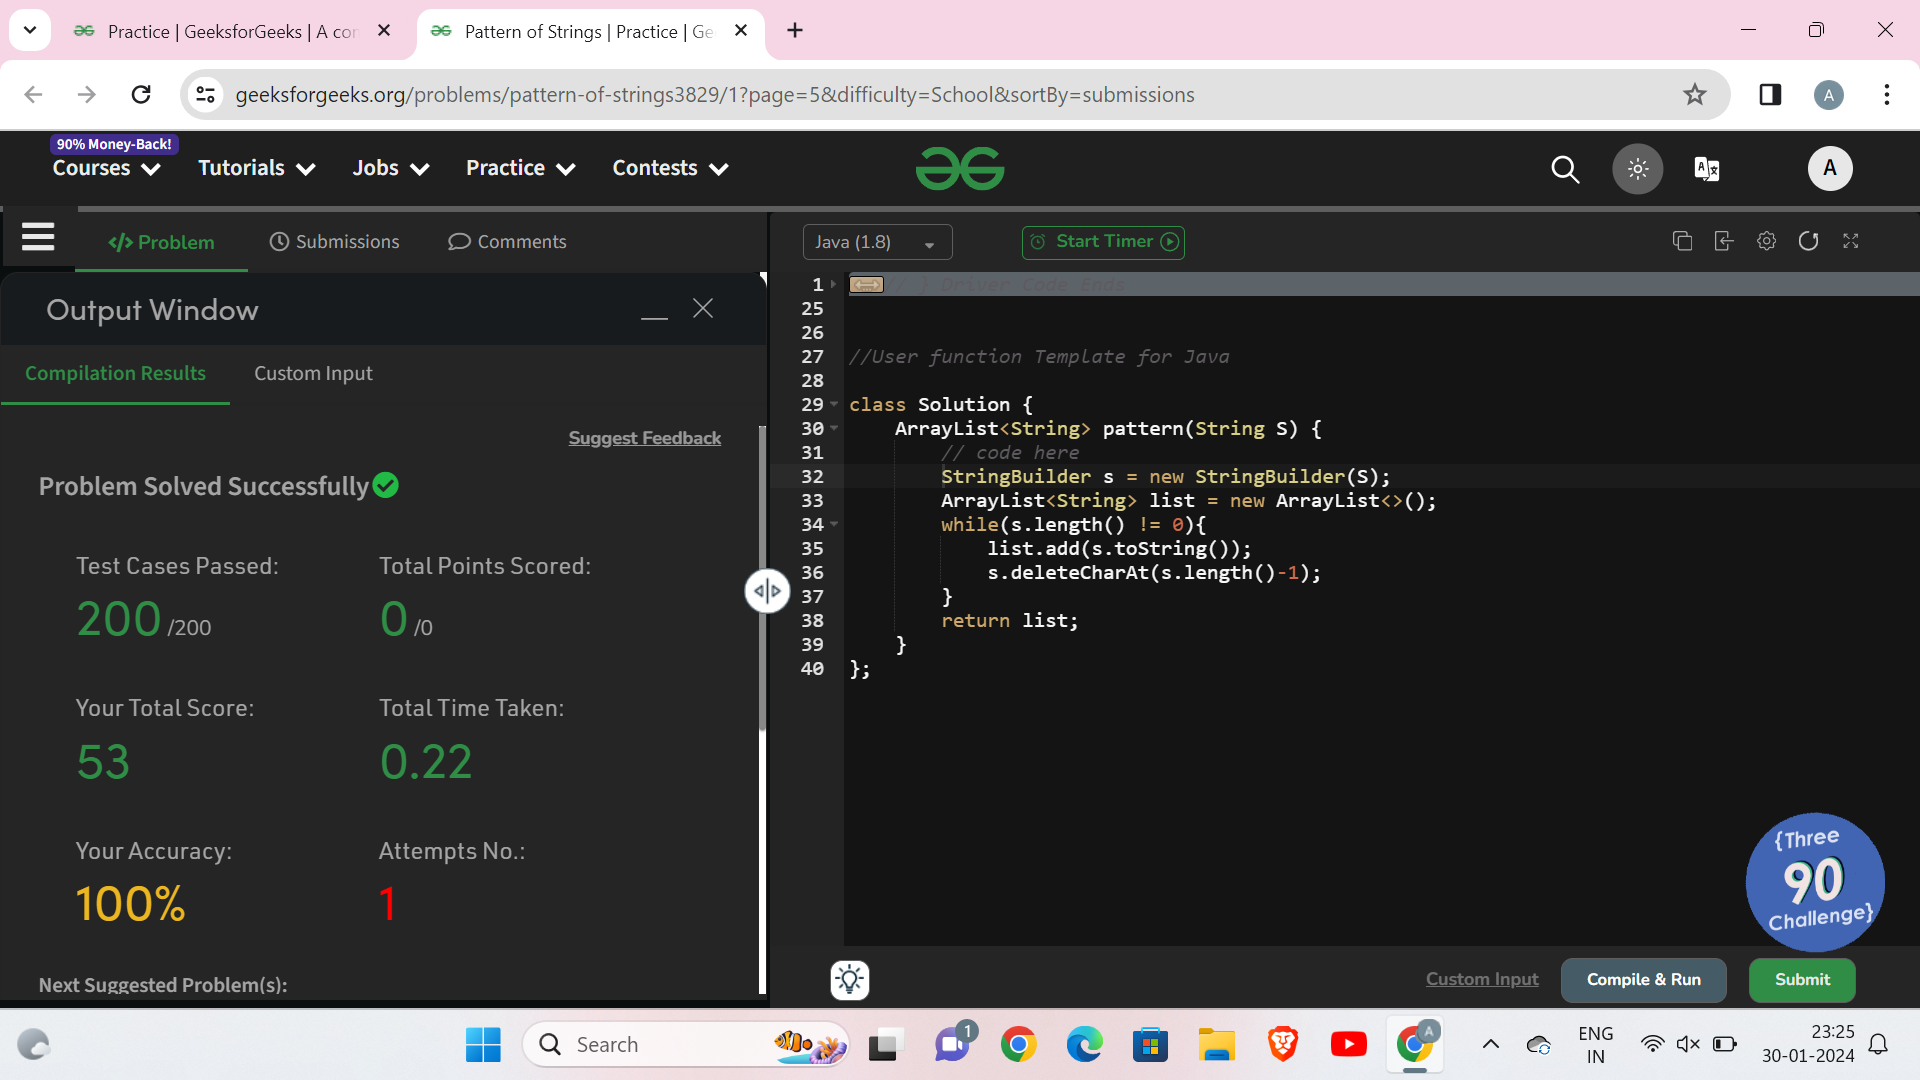 Practice | GeeksforGeeks | A co
Pattern of Strings | Practice | Ge
geeksforgeeks.org/problems/pattern-of-strings3829/1?page=5&difficulty=School&sortBy=submissions
A
90% Money-Back!
Courses
Tutorials
Jobs
Practice
Contests
A
</> Problem
Submissions
Comments
Java (1.8)
Start Timer
Output Window
Compilation Results
Custom Input
Suggest Feedback
Problem Solved Successfully
Test Cases Passed:
Total Points Scored:
200 /200
0 /0
Your Total Score:
Total Time Taken:
53
0.22
Your Accuracy:
Attempts No.:
100%
1
Next Suggested Problem(s):
1 // } Driver Code Ends
25
26
27 //User function Template for Java
28
29 class Solution {
30 ArrayList<String> pattern(String S) {
31 // code here
32 StringBuilder s = new StringBuilder(S);
33 ArrayList<String> list = new ArrayList<>();
34 while(s.length() != 0){
35 list.add(s.toString());
36 s.deleteCharAt(s.length()-1);
37 }
38 return list;
39 }
40 };
{Three
90
Challenge}
Custom Input
Compile & Run
Submit
Search
1
A
ENG
IN
23:25
30-01-2024